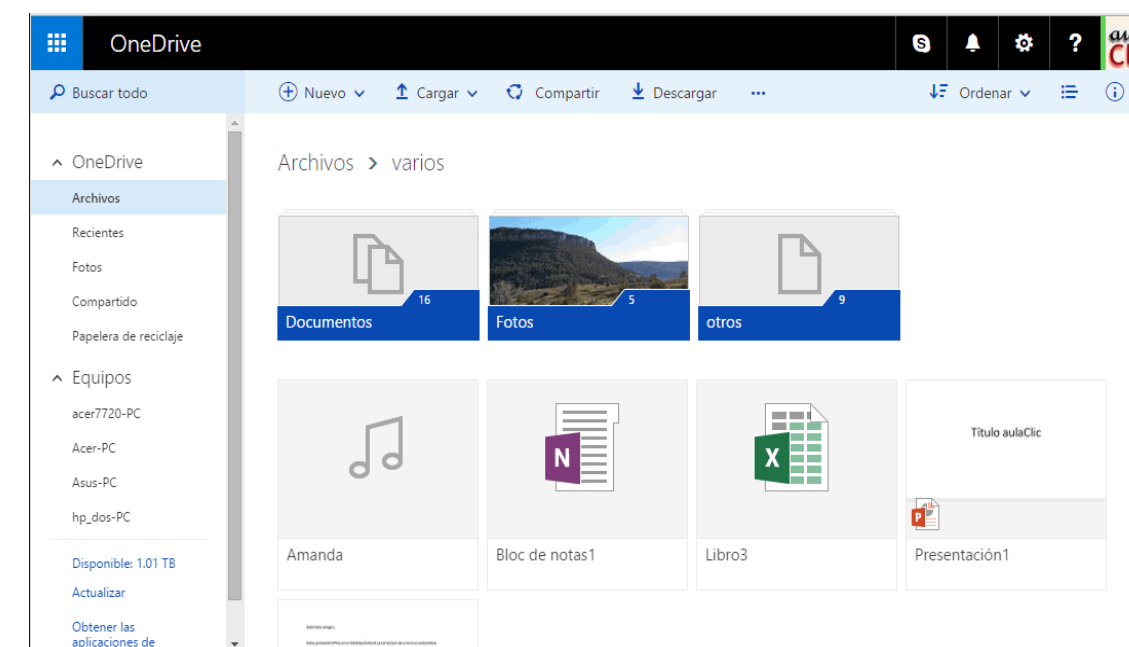 OneDrive
Buscar todo
Nuevo
Cargar
Compartir
Descargar
Ordenar
OneDrive
Archivos
Recientes
Fotos
Compartido
Papelera de reciclaje
Equipos
acer7720-PC
Acer-PC
Asus-PC
hp_dos-PC
Disponible: 1.01 TB
Actualizar
Obtener las
aplicaciones de
Archivos > varios
16
Documentos
5
Fotos
9
otros
Título aulaClic
Amanda
Bloc de notas1
Libro3
Presentación1